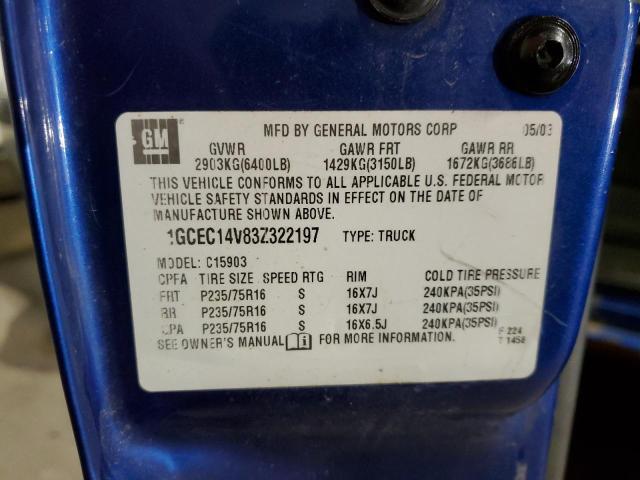 GM
MFD BY GENERAL MOTORS CORP 05/03
GVWR GAWR FRT GAWR RR
2903KG(6400LB) 1429KG(3150LB) 1672KG(3686LB)
THIS VEHICLE CONFORMS TO ALL APPLICABLE U.S. FEDERAL MOTOR
VEHICLE SAFETY STANDARDS IN EFFECT ON THE DATE OF
MANUFACTURE SHOWN ABOVE.
1GCEC14V83Z322197 TYPE: TRUCK
MODEL: C15903
CPFA TIRE SIZE SPEED RTG RIM COLD TIRE PRESSURE
FRT P235/75R16 S 16X7J 240KPA(35PSI)
RR P235/75R16 S 16X7J 240KPA(35PSI)
CPA P235/75R16 S 16X6.5J 240KPA(35PSI)
SEE OWNER'S MANUAL i FOR MORE INFORMATION. F 224
T 1458